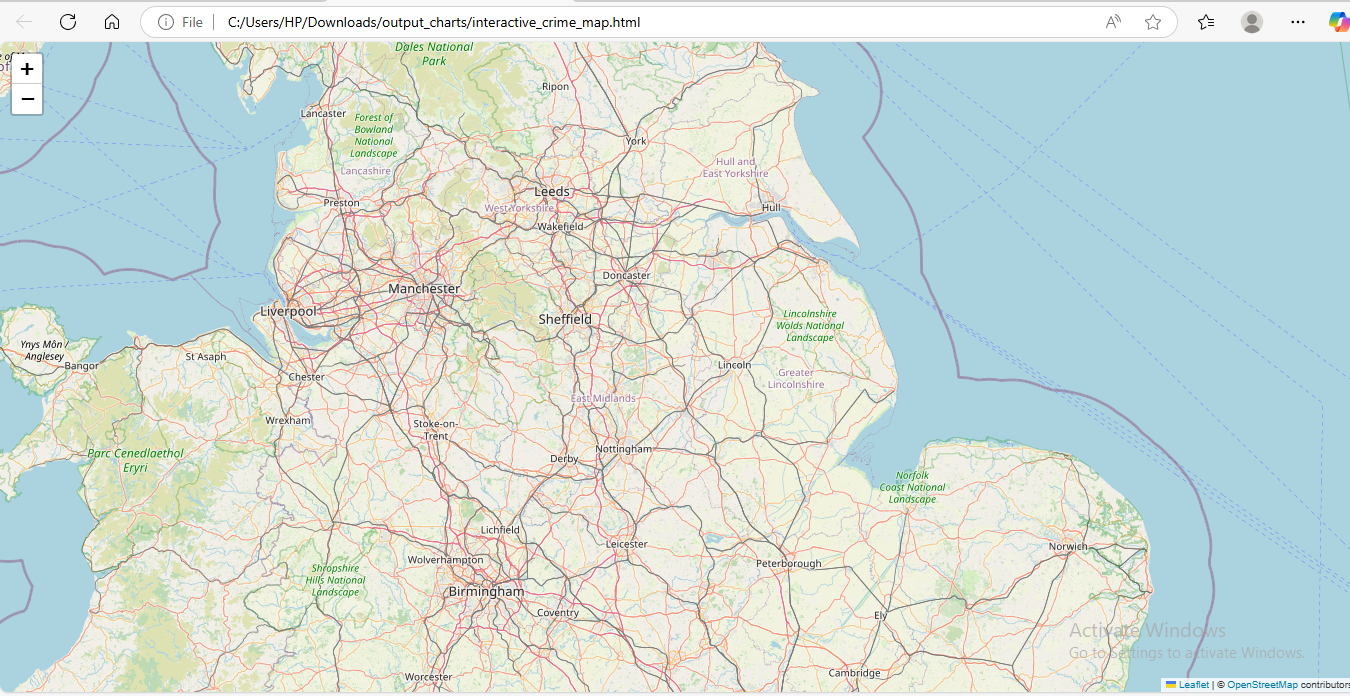 File
C:/Users/HP/Downloads/output_charts/interactive_crime_map.html
+
−
Dales National
Park
Ripon
Lancaster
Forest of
Bowland
National
Landscape
York
Lancashire
Hull and
East Yorkshire
Leeds
Preston
West Yorkshire
Hull
Wakefield
Doncaster
Manchester
Liverpool
Sheffield
Lincolnshire
Wolds National
Landscape
Ynys Môn /
Anglesey
St Asaph
Bangor
Lincoln
Chester
Greater
Lincolnshire
East Midlands
Wrexham
Stoke-on-
Trent
Parc Cenedlaethol
Eryri
Nottingham
Derby
Norfolk
Coast National
Landscape
Lichfield
Leicester
Norwich
Wolverhampton
Peterborough
Shropshire
Hills National
Landscape
Birmingham
Coventry
Ely
Activate Windows
Go to Settings to activate Windows.
Worcester
Cambridge
Leaflet | © OpenStreetMap contributors